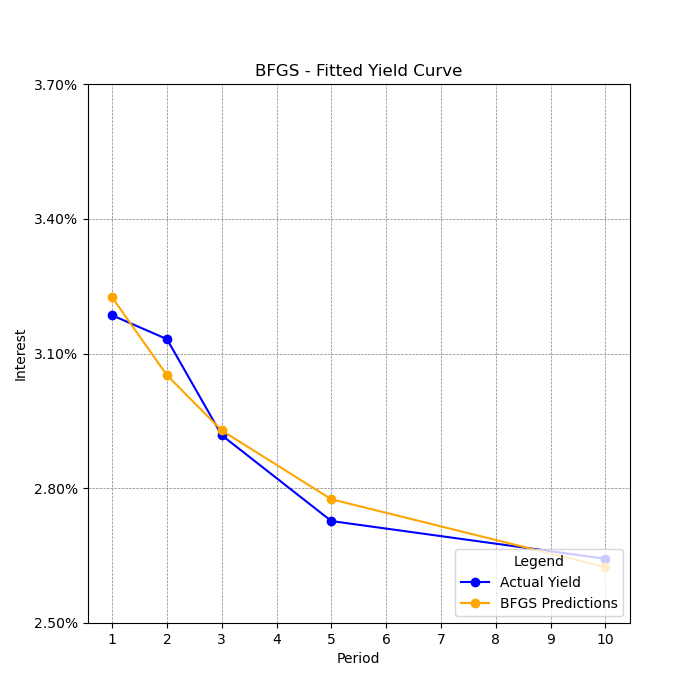 BFGS - Fitted Yield Curve
3.70%
3.40%
3.10%
2.80%
2.50%
Interest
Legend
Actual Yield
BFGS Predictions
1 2 3 4 5 6 7 8 9 10
Period